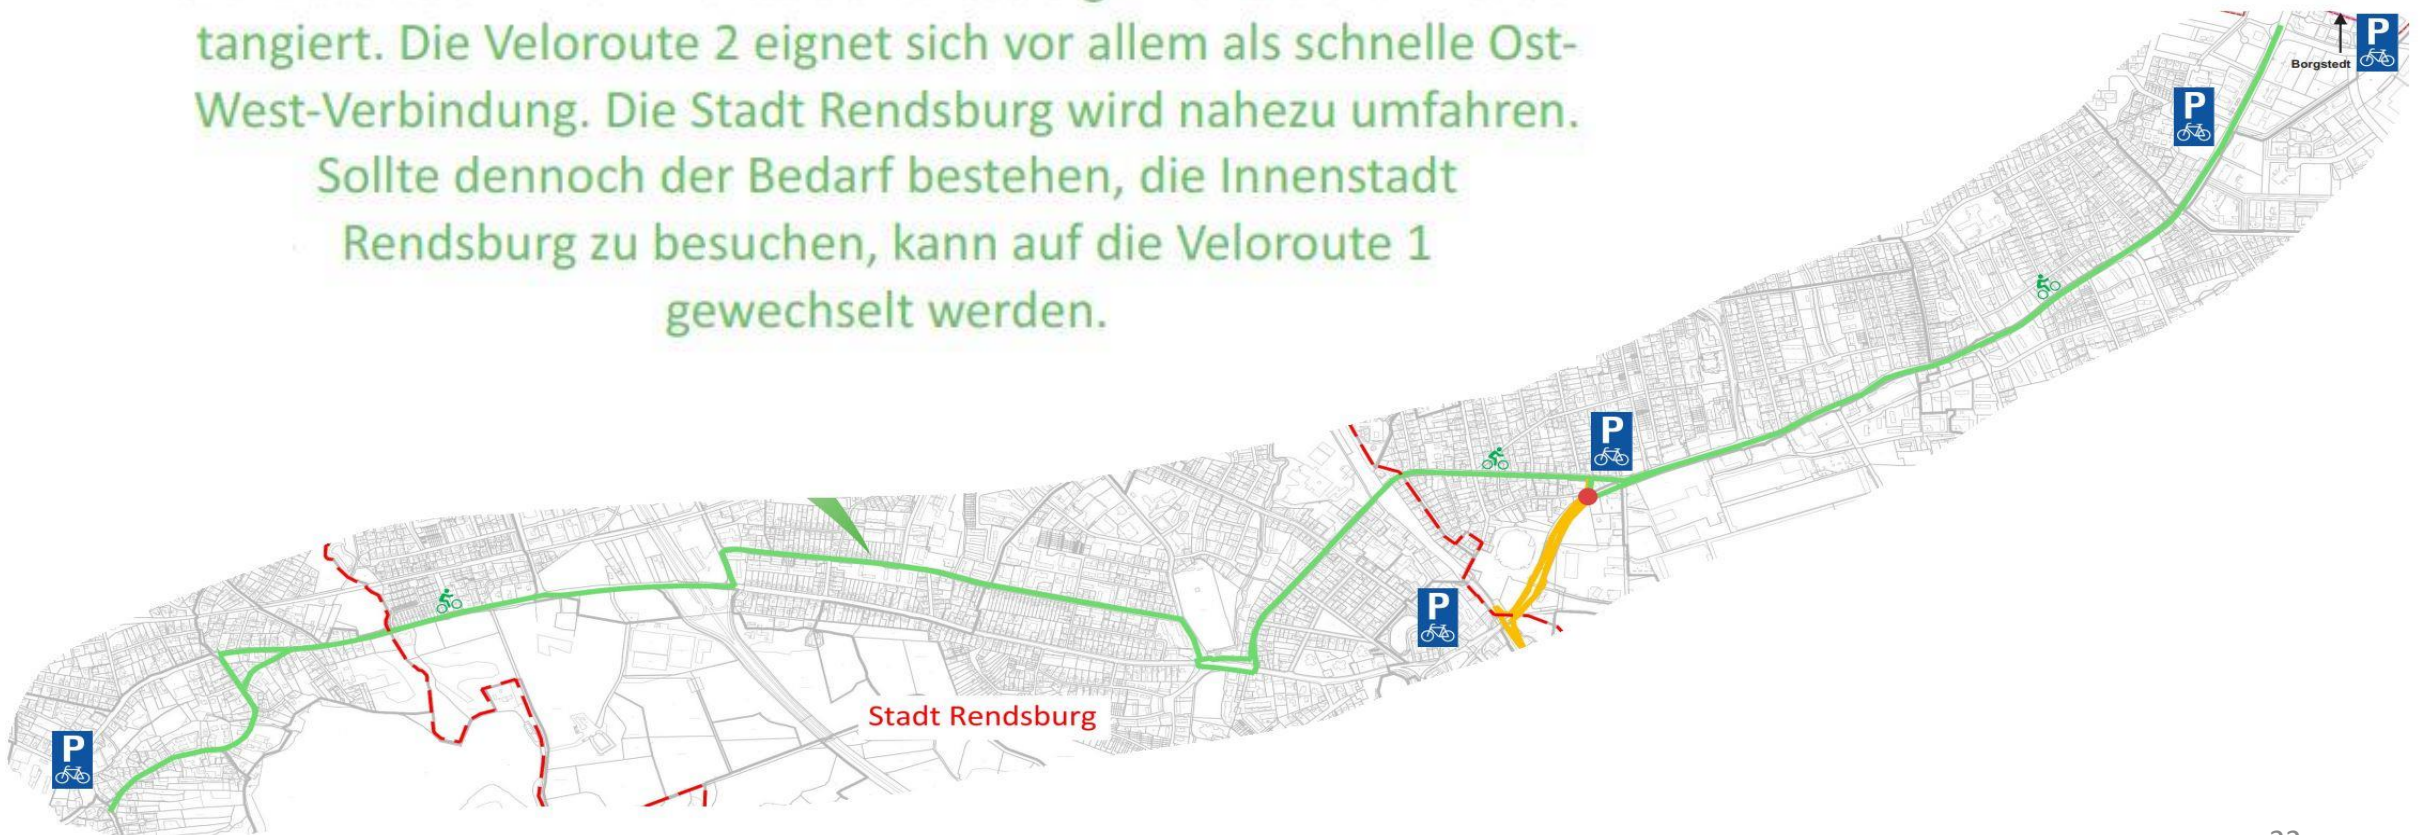 tangiert. Die Veloroute 2 eignet sich vor allem als schnelle Ost-
West-Verbindung. Die Stadt Rendsburg wird nahezu umfahren.
Sollte dennoch der Bedarf bestehen, die Innenstadt
Rendsburg zu besuchen, kann auf die Veloroute 1
gewechselt werden.
P
Borgstedt
P
P
P
Stadt Rendsburg
P